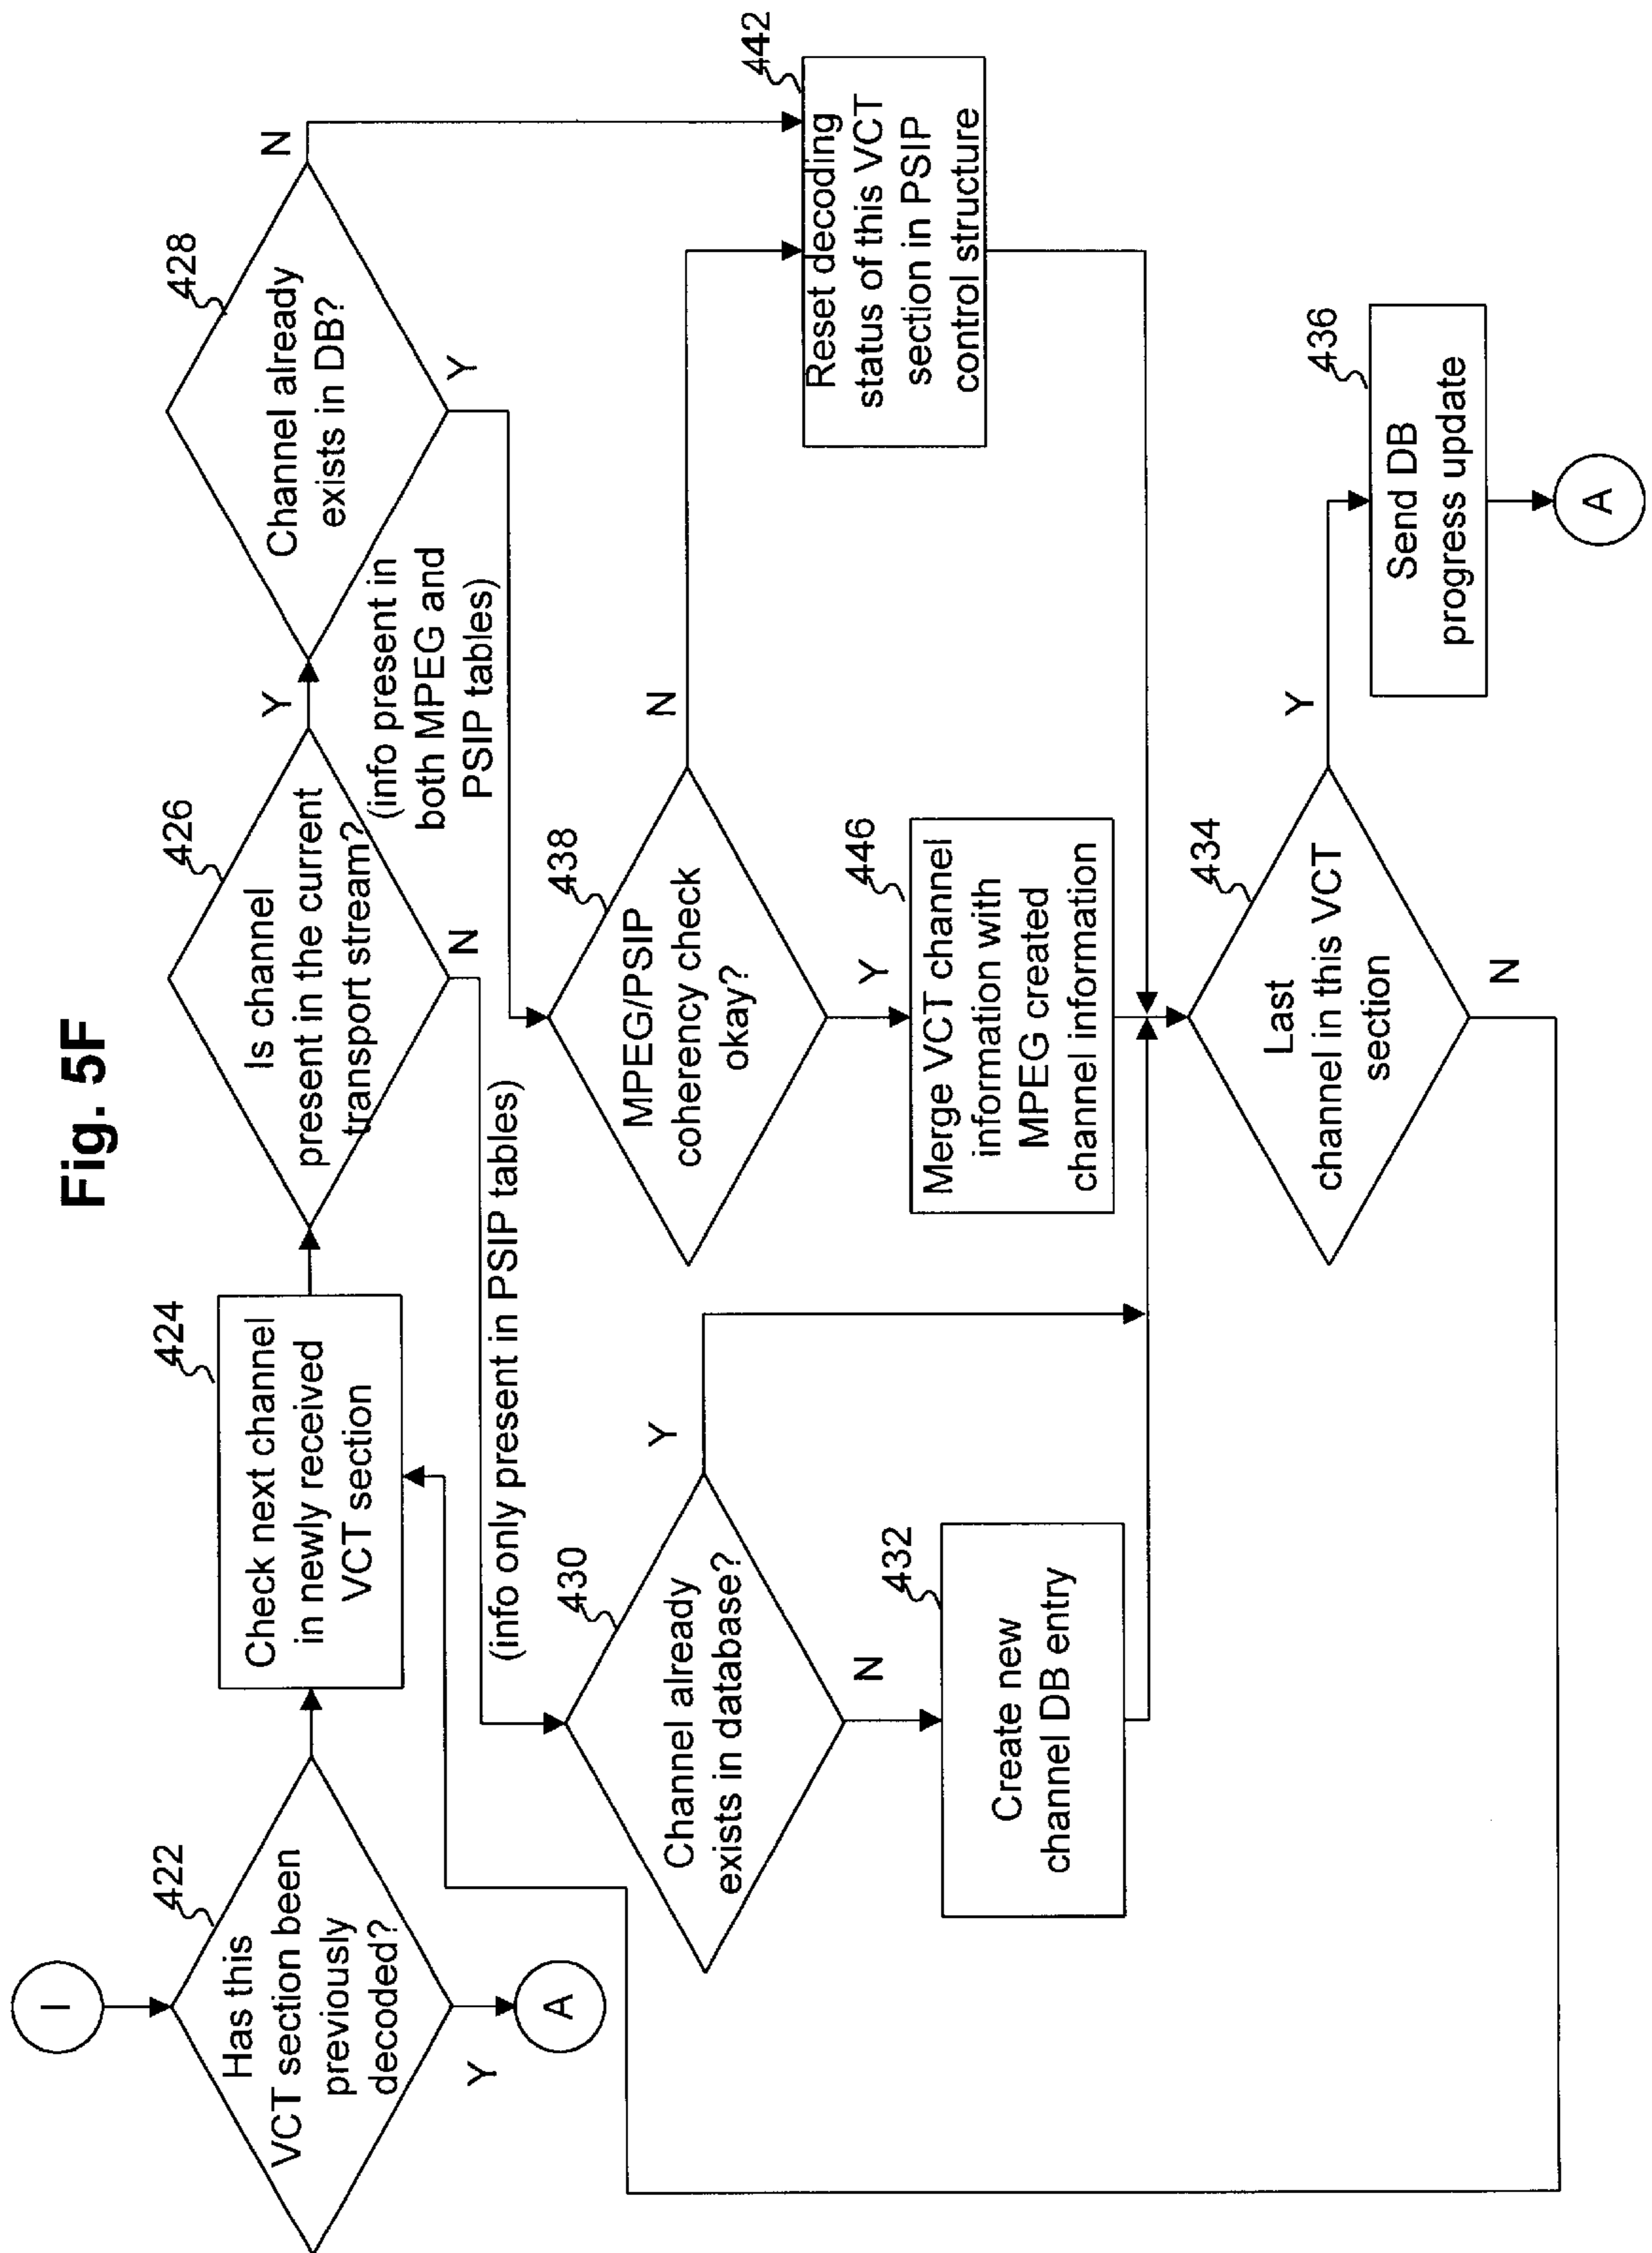 Fig. 5F
I
422
Has this
VCT section been
previously
decoded?
Y
A
424
Check next channel
in newly received
VCT section
426
Is channel
present in the current
transport stream?
Y
N
428
Channel already
exists in DB?
N
Y
(info present in
both MPEG and
PSIP tables)
(info only present in PSIP tables)
430
Channel already
exists in database?
Y
N
432
Create new
channel DB entry
438
MPEG/PSIP
coherency check
okay?
N
Y
442
Reset decoding
status of this VCT
section in PSIP
control structure
446
Merge VCT channel
information with
MPEG created
channel information
434
Last
channel in this VCT
section
Y
N
436
Send DB
progress update
A